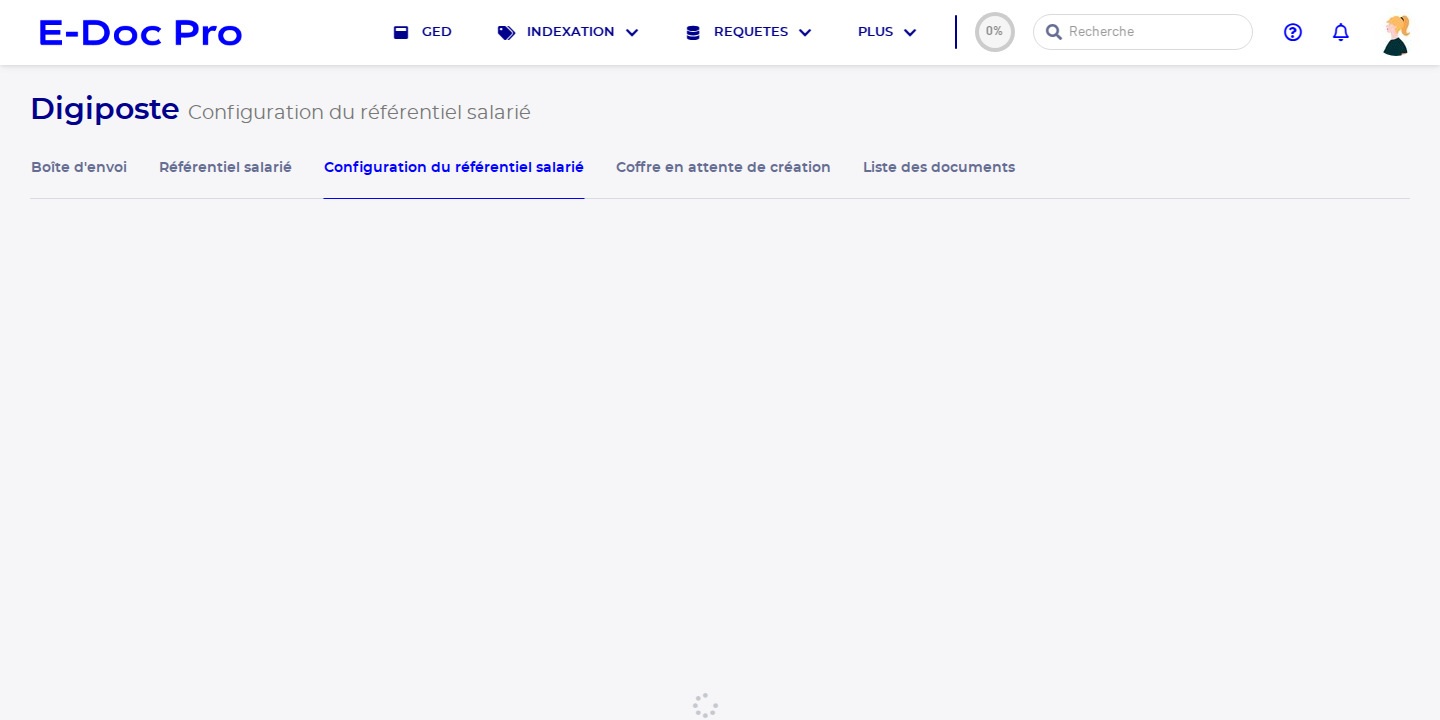 E-Doc Pro GED INDEXATION REQUETES PLUS 0% Recherche
Digiposte Configuration du référentiel salarié
Boîte d'envoi Référentiel salarié Configuration du référentiel salarié Coffre en attente de création Liste des documents